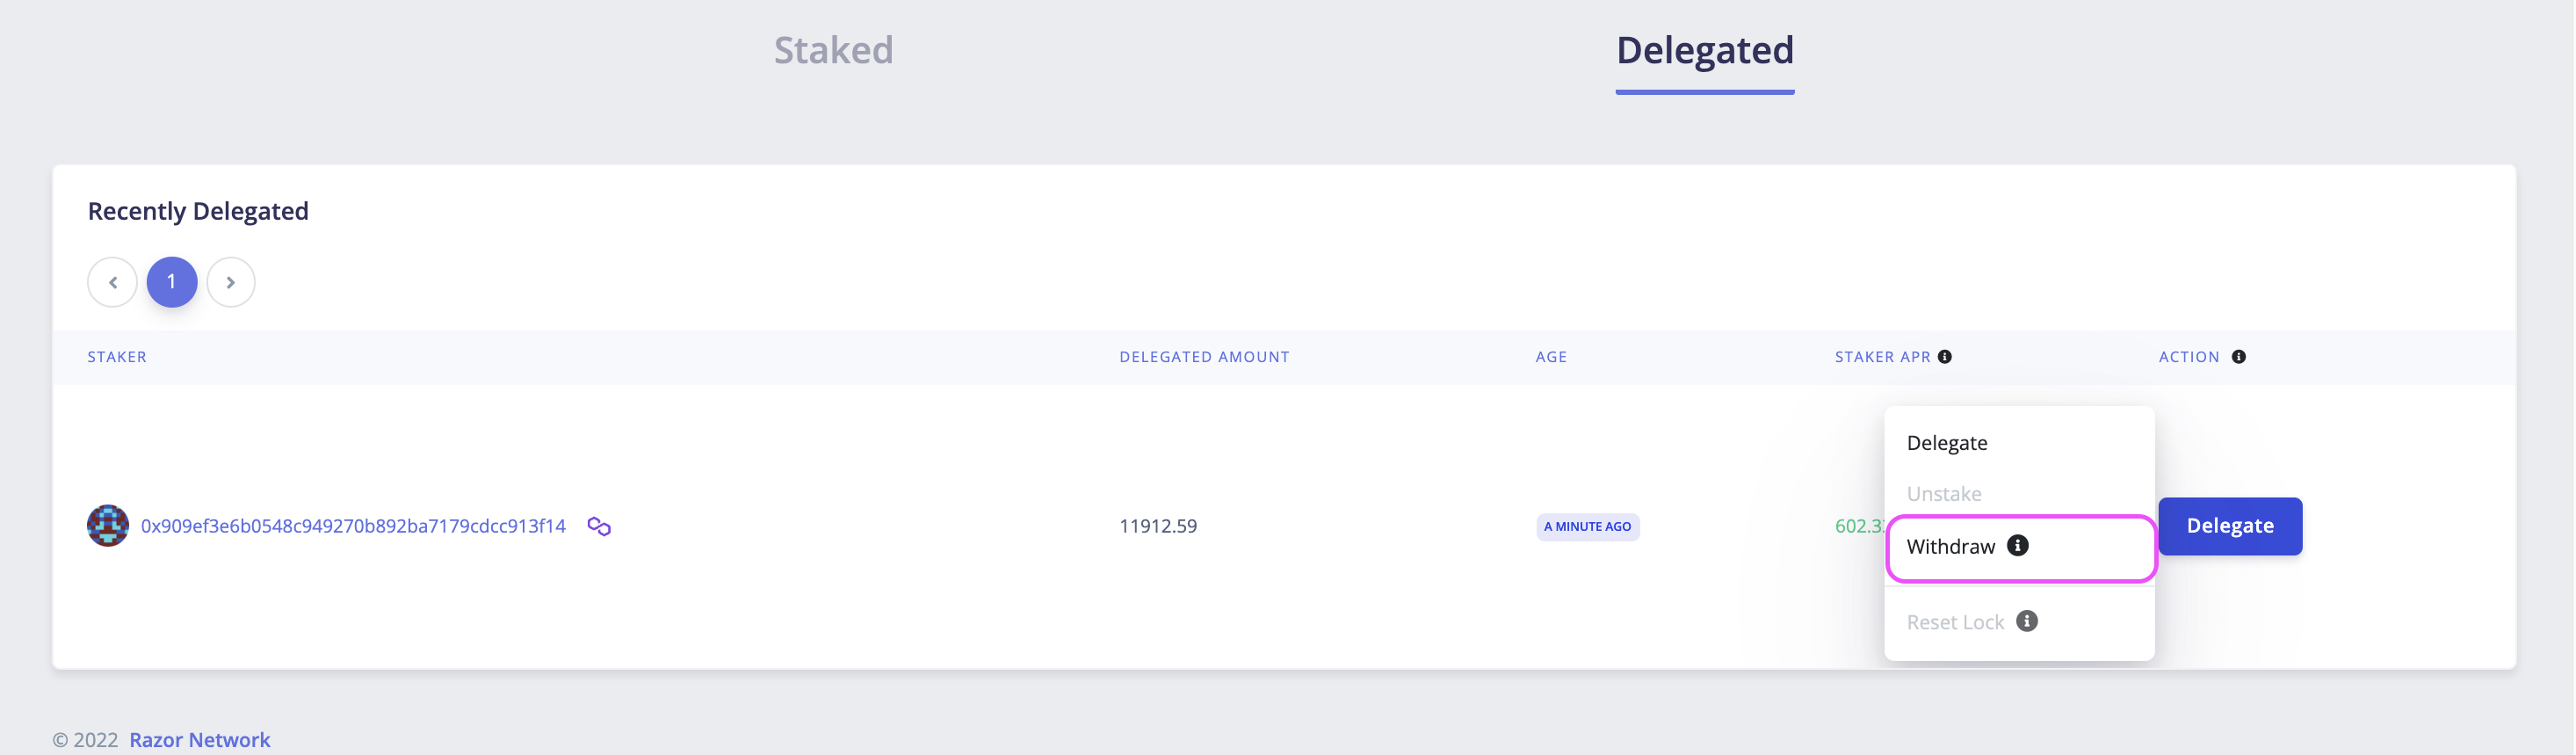 Staked
Delegated
Recently Delegated
1
STAKER DELEGATED AMOUNT AGE STAKER APR ACTION
Delegate
Unstake
0x909ef3e6b0548c949270b892ba7179cdcc913f14 11912.59 A MINUTE AGO 602.3 Delegate
Withdraw
Reset Lock
© 2022 Razor Network